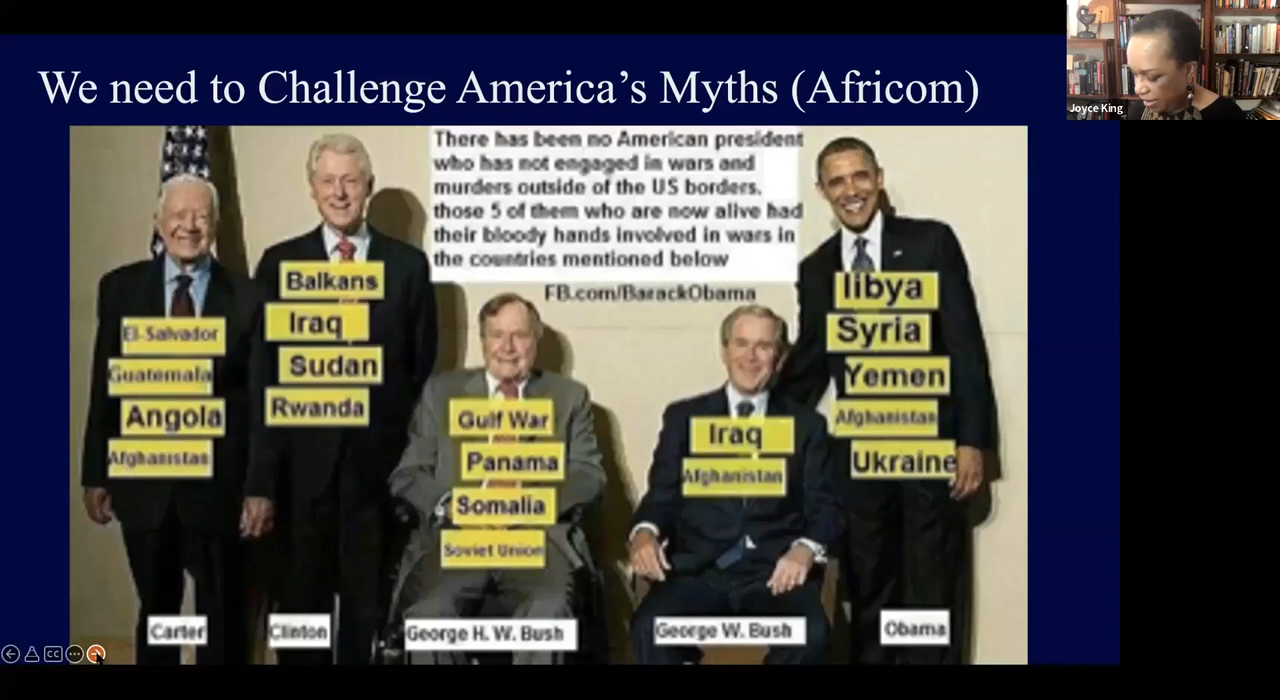 We need to Challenge America's Myths (Africom)
Joyce King
There has been no American president
who has not engaged in wars and
murders outside of the US borders.
those 5 of them who are now alive had
their bloody hands involved in wars in
the countries mentioned below
FB.com/BarackObama
El-Salvador
Guatemala
Angola
Afghanistan
Carter
Balkans
Iraq
Sudan
Rwanda
Clinton
Gulf War
Panama
Somalia
Soviet Union
George H. W. Bush
Iraq
Afghanistan
George W. Bush
libya
Syria
Yemen
Afghanistan
Ukraine
Obama
CC